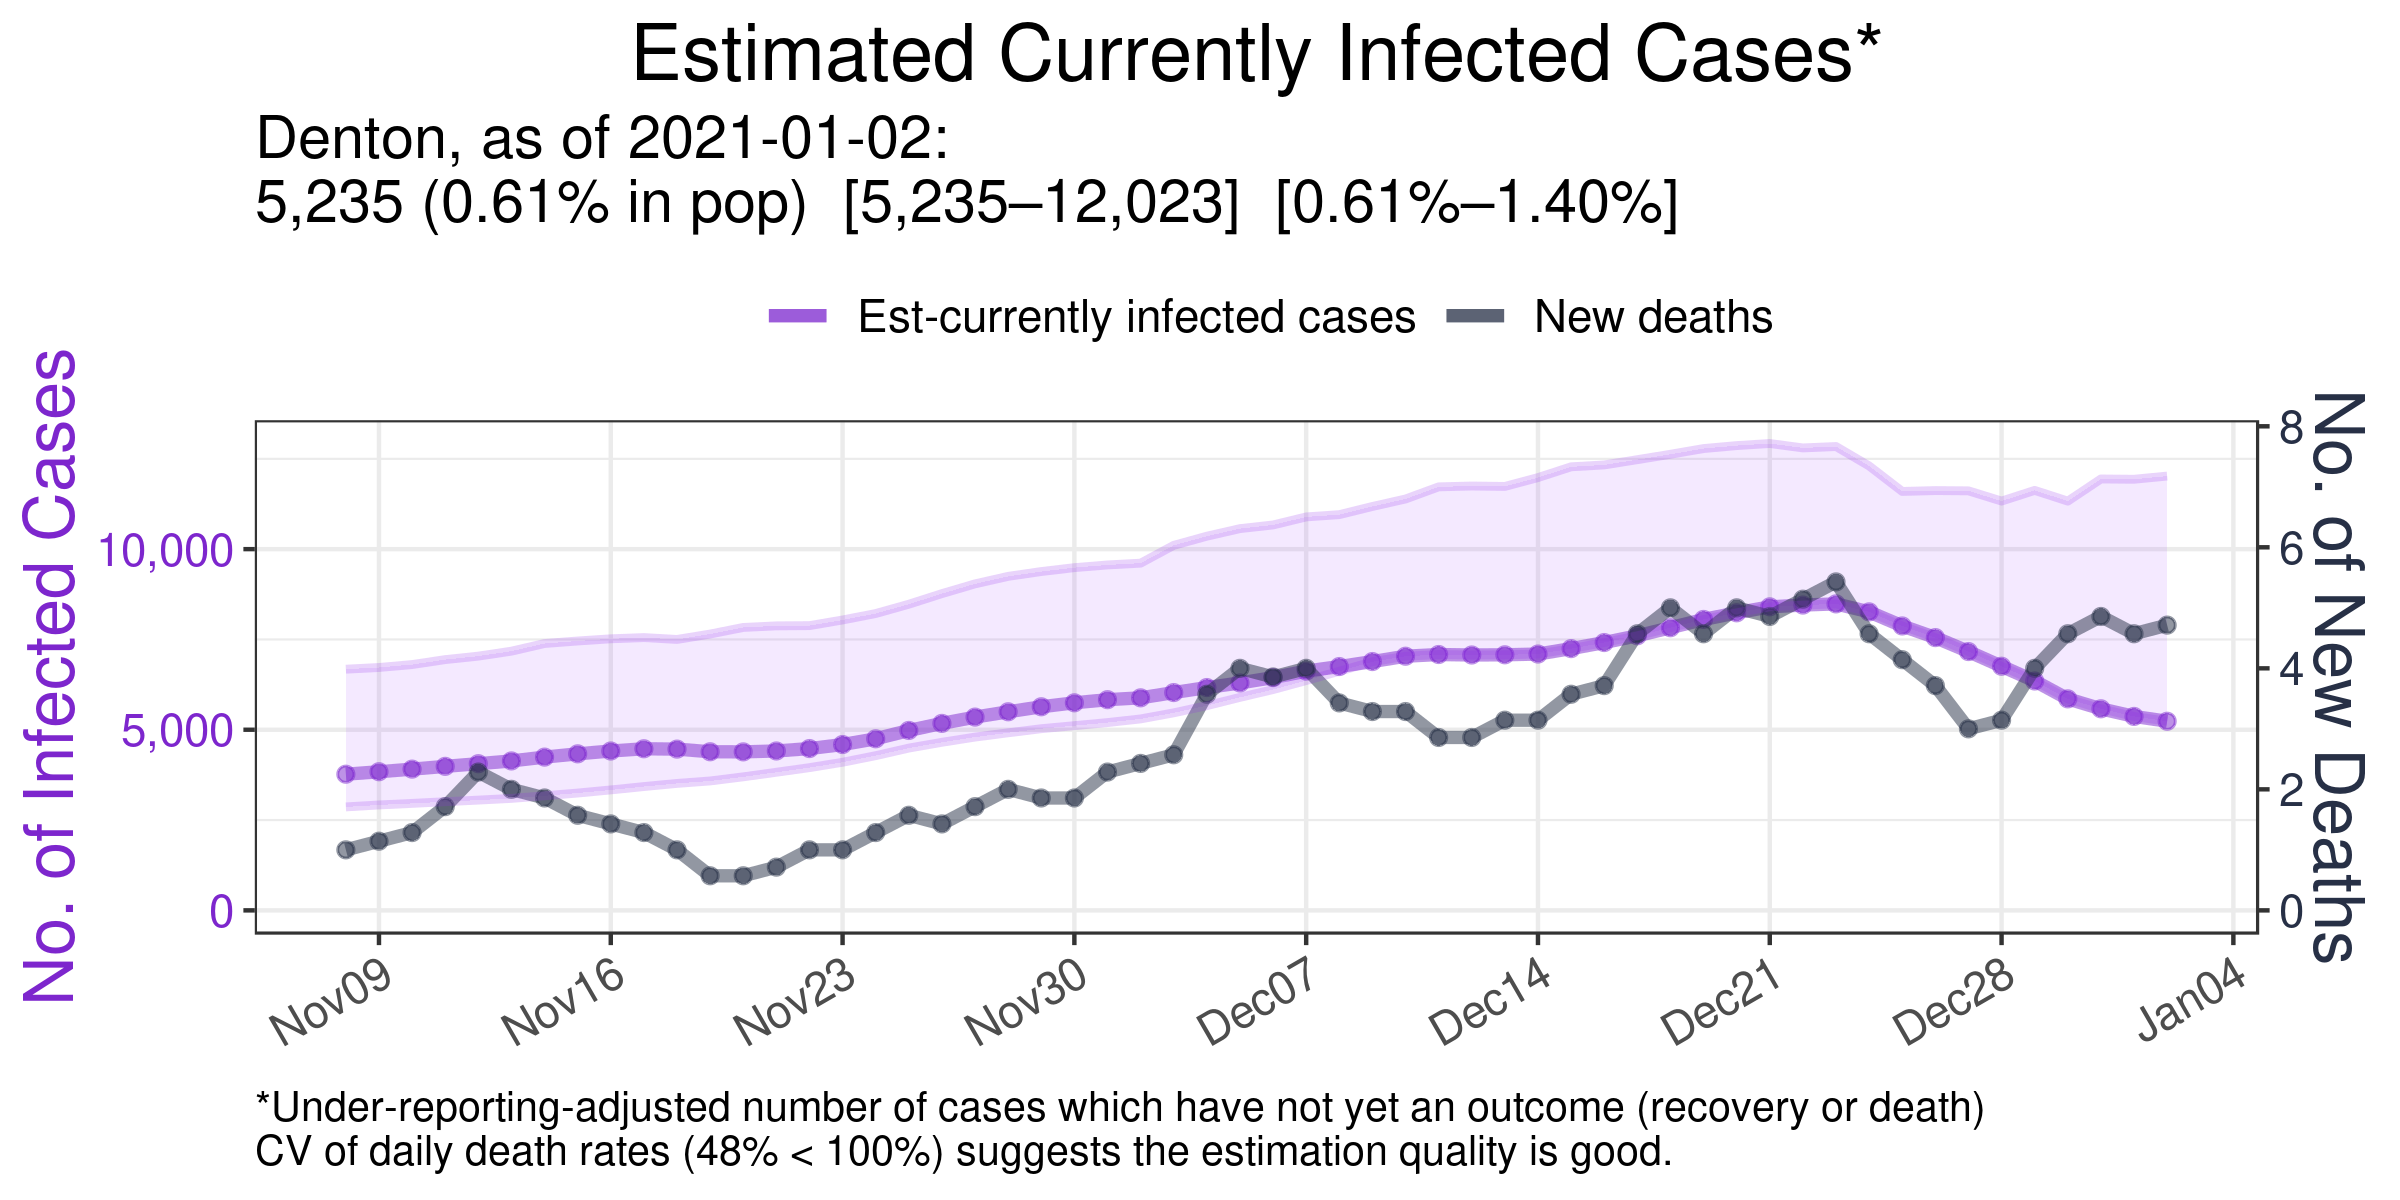 Estimated Currently Infected Cases*
Denton, as of 2021-01-02:
5,235 (0.61% in pop)  [5,235–12,023]  [0.61%–1.40%]
Est-currently infected cases
New deaths
No. of Infected Cases
10,000
5,000
0
8
6
4
2
0
No. of New Deaths
Nov09
Nov16
Nov23
Nov30
Dec07
Dec14
Dec21
Dec28
Jan04
*Under-reporting-adjusted number of cases which have not yet an outcome (recovery or death)
CV of daily death rates (48% < 100%) suggests the estimation quality is good.